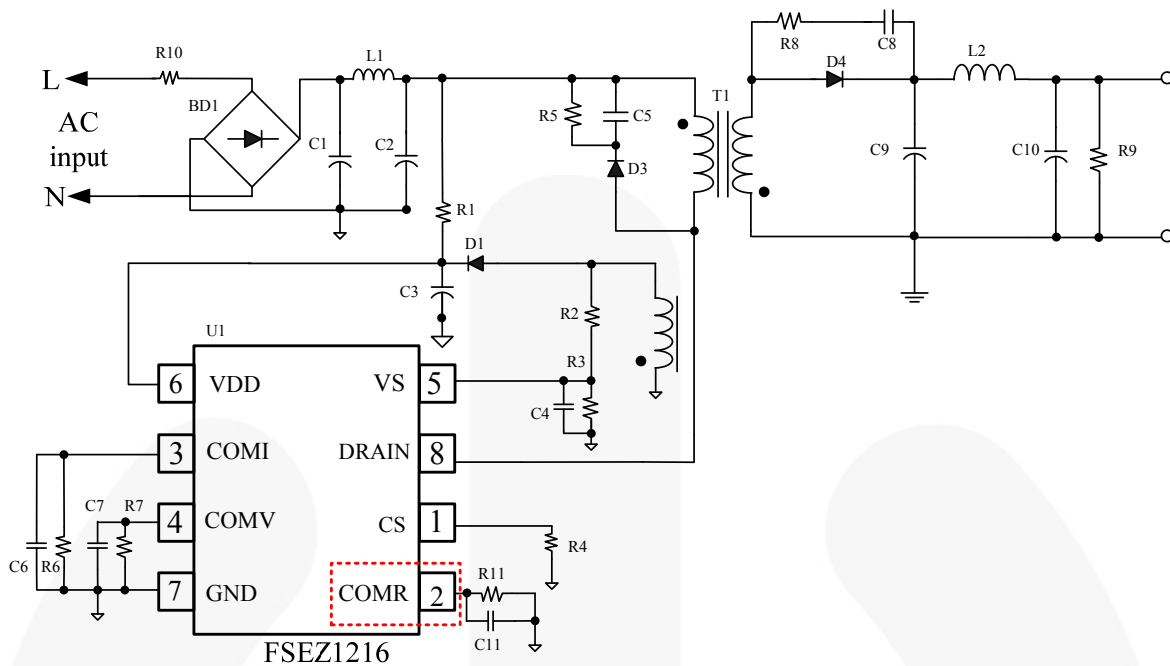 R10
L
AC
input
N
BD1
L1
C1
C2
R5
C5
D3
T1
R8
C8
D4
L2
C9
C10
R9
R1
D1
C3
R2
R3
C4
U1
6 VDD
VS 5
3 COMI
DRAIN 8
4 COMV
CS 1
7 GND
COMR 2
C7
R7
C6
R6
R4
R11
C11
FSEZ1216